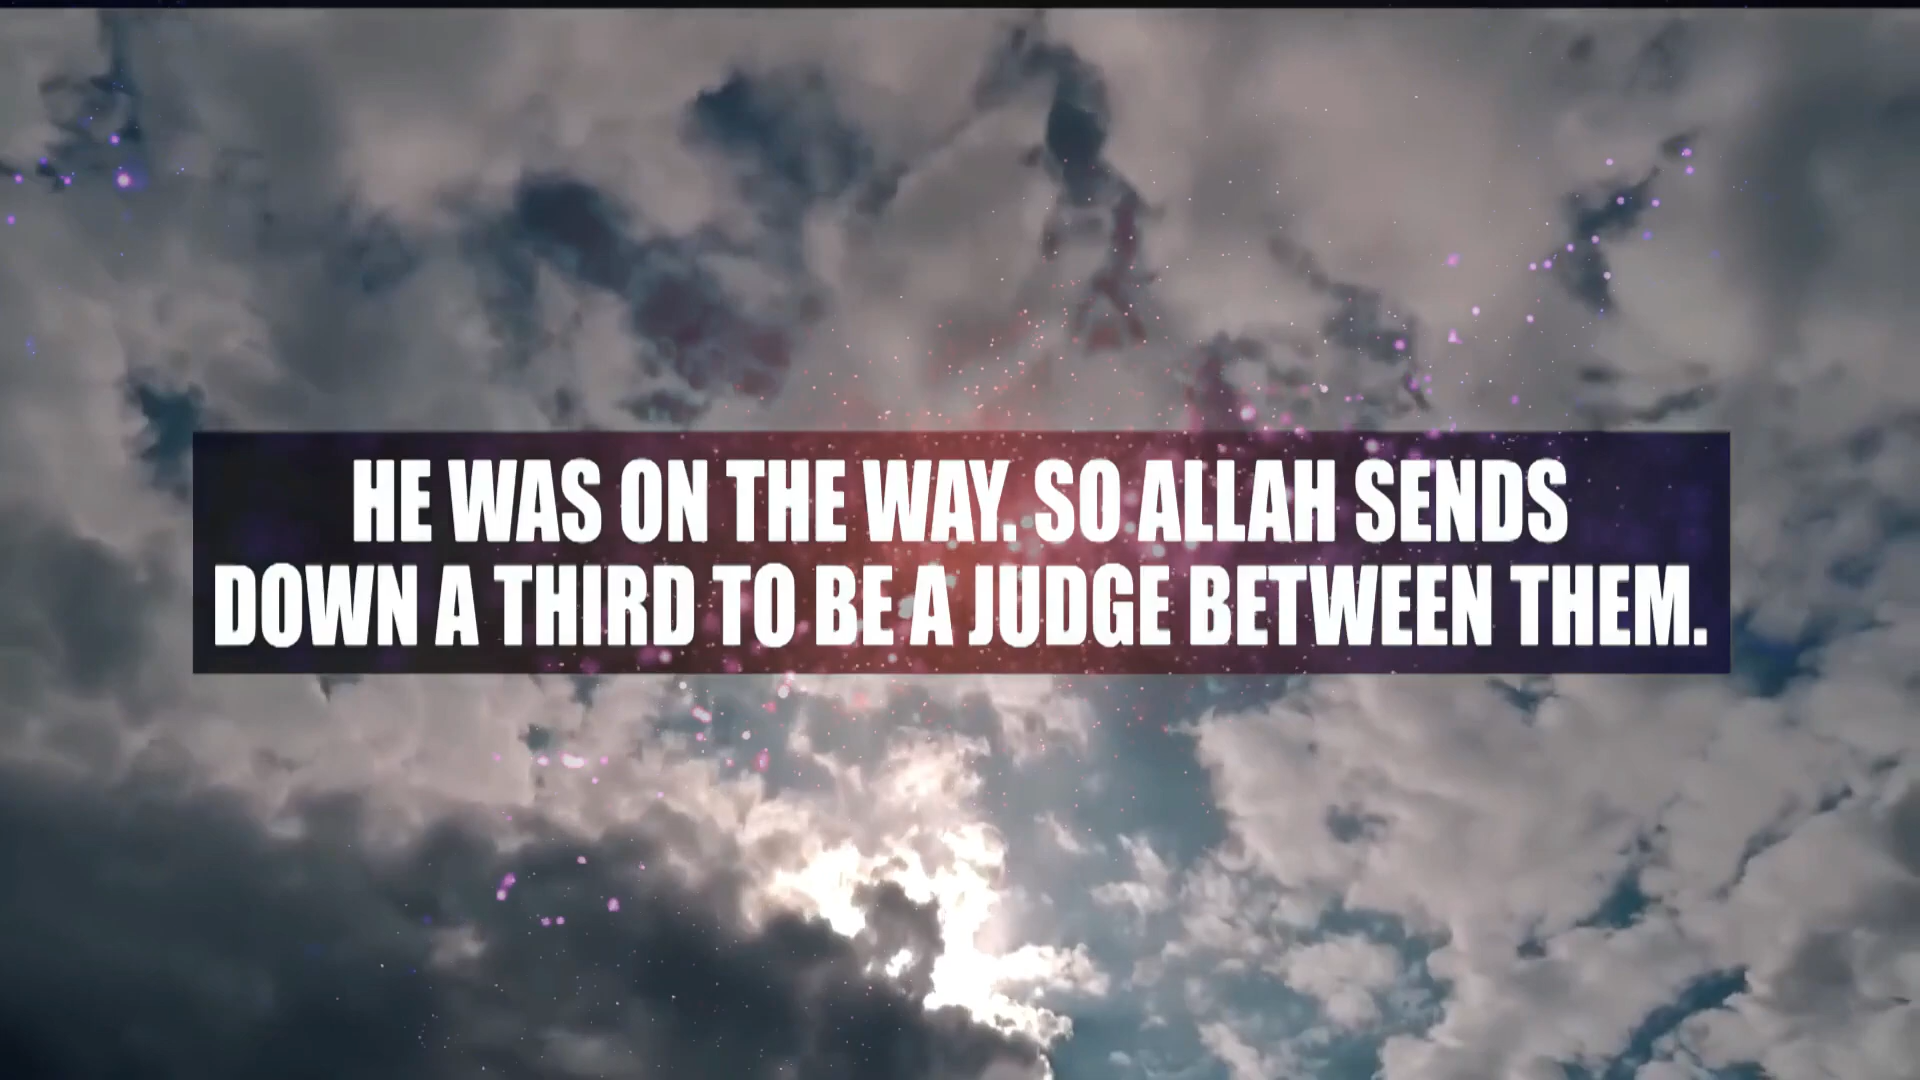 HE WAS ON THE WAY. SO ALLAH SENDS
DOWN A THIRD TO BE A JUDGE BETWEEN THEM.